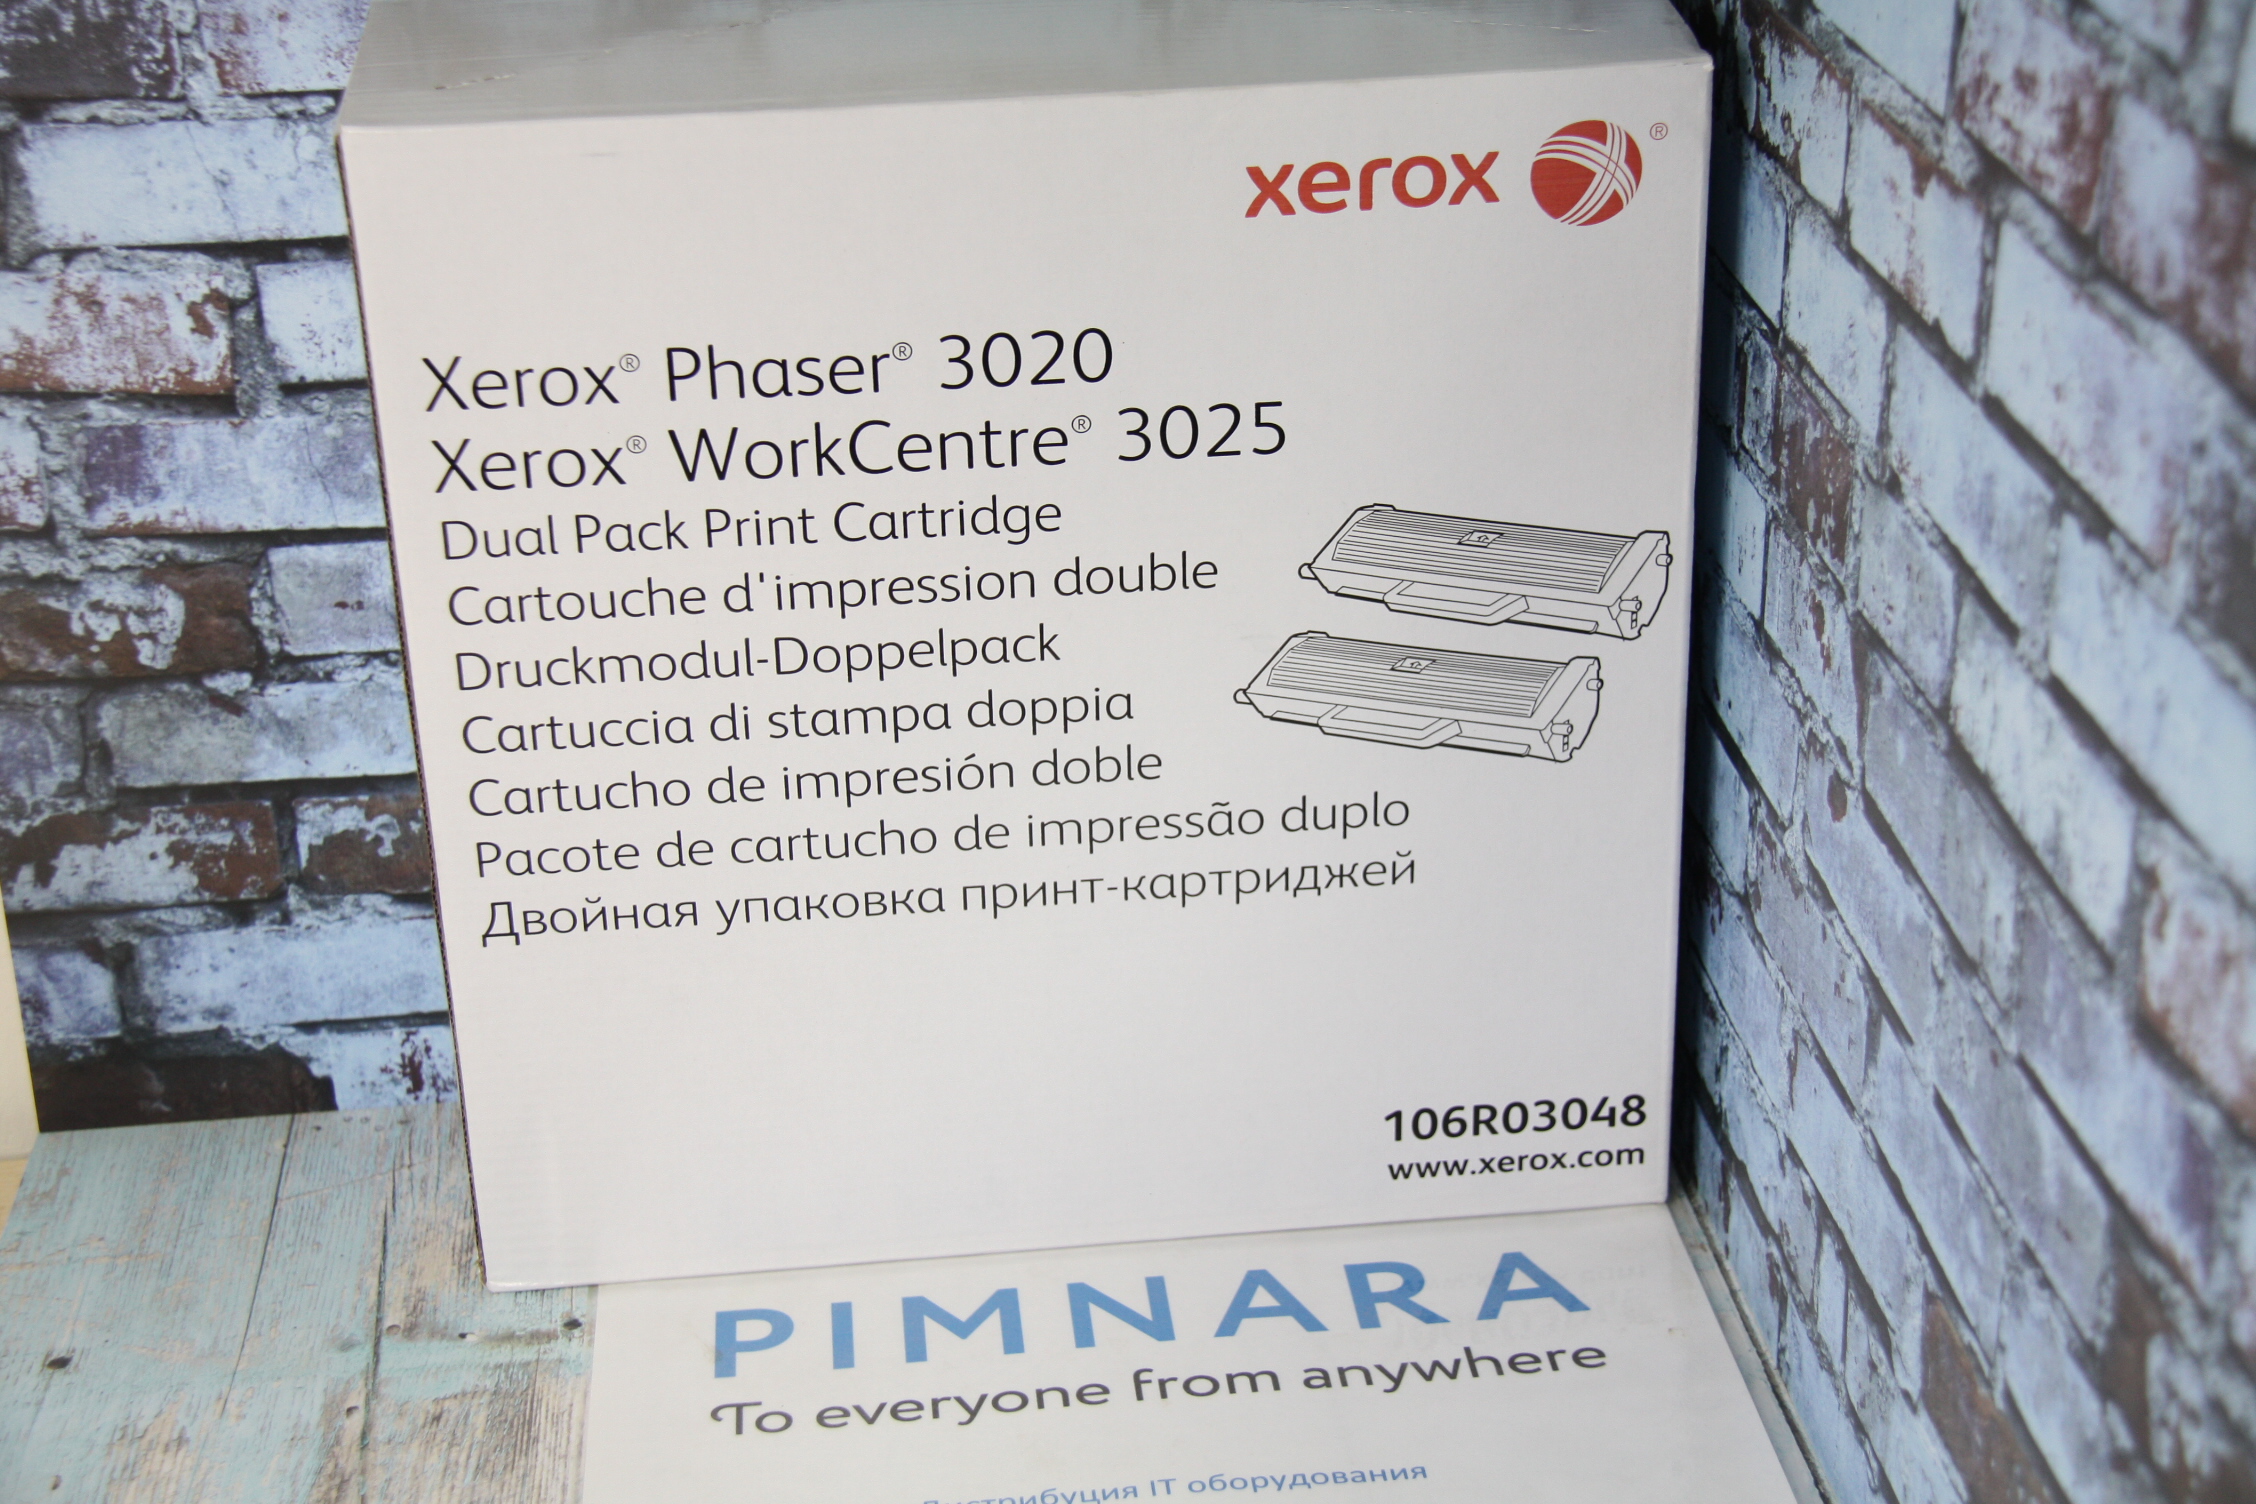 xerox ®
Xerox® Phaser® 3020
Xerox® WorkCentre® 3025
Dual Pack Print Cartridge
Cartouche d'impression double
Druckmodul-Doppelpack
Cartuccia di stampa doppia
Cartucho de impresión doble
Pacote de cartucho de impressão duplo
Двойная упаковка принт-картриджей
106R03048
www.xerox.com
PIMNARA
To everyone from anywhere
IT оборудования